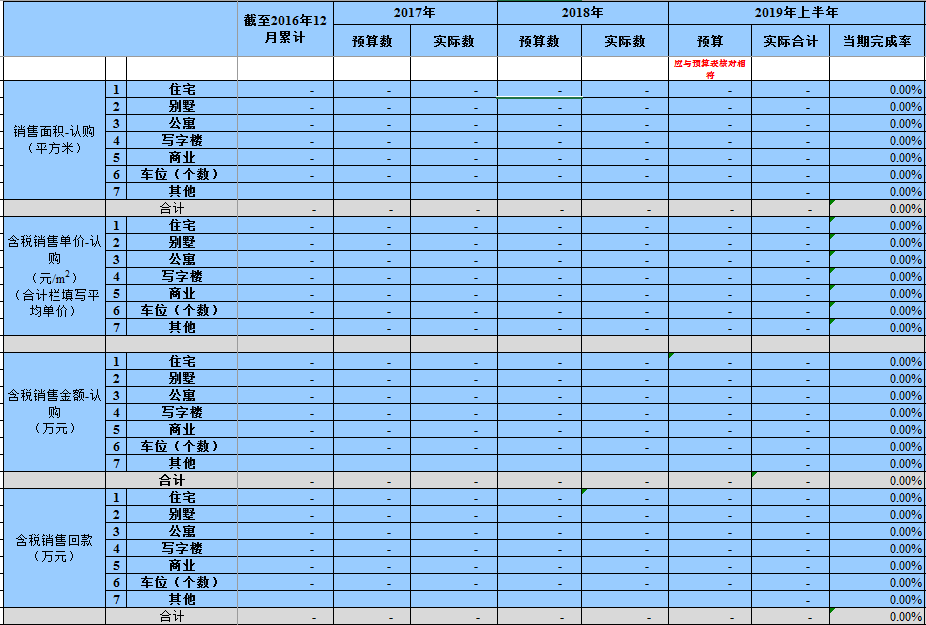 截至2016年12月累计 2017年 2018年 2019年上半年
预算数 实际数 预算数 实际数 预算 实际合计 当期完成率
应与预算表核对相符
销售面积-认购
（平方米）
1 住宅 - - - - - - - 0.00%
2 别墅 - - - - - - - 0.00%
3 公寓 - - - - - - - 0.00%
4 写字楼 - - - - - - - 0.00%
5 商业 - - - - - - - 0.00%
6 车位（个数） - - - - - - - 0.00%
7 其他 - 0.00%
合计 - - - - - - - 0.00%
含税销售单价-认
购
（元/m²）
（合计栏填写平
均单价）
1 住宅 - - - - - - - 0.00%
2 别墅 - - - - - - - 0.00%
3 公寓 - - - - - - - 0.00%
4 写字楼 - - - - - - - 0.00%
5 商业 - - - - - - - 0.00%
6 车位（个数） - - - - - - - 0.00%
7 其他 - - - - - - - 0.00%
含税销售金额-认
购
（万元）
1 住宅 - - - - - - - 0.00%
2 别墅 - - - - - - - 0.00%
3 公寓 - - - - - - - 0.00%
4 写字楼 - - - - - - - 0.00%
5 商业 - - - - - - - 0.00%
6 车位（个数） - - - - - - - 0.00%
7 其他 - 0.00%
合计 - - - - - - - 0.00%
含税销售回款
（万元）
1 住宅 - - - - - - - 0.00%
2 别墅 - - - - - - - 0.00%
3 公寓 - - - - - - - 0.00%
4 写字楼 - - - - - - - 0.00%
5 商业 - - - - - - - 0.00%
6 车位（个数） - - - - - - - 0.00%
7 其他 - 0.00%
合计 - - - - - - - 0.00%